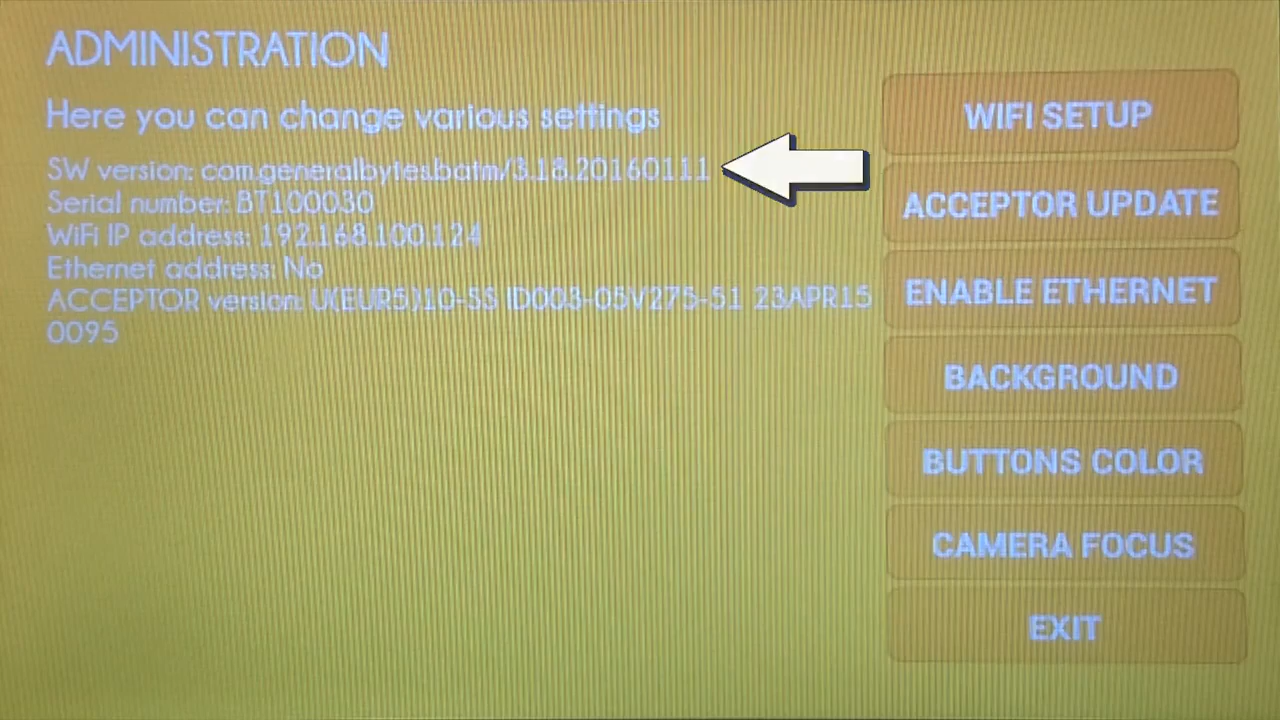 ADMINISTRATION
Here you can change various settings
SW version: com.generalbytes.batm/3.18.20160111
Serial number: BT100030
WiFi IP address: 192.168.100.124
Ethernet address: No
ACCEPTOR version: U(EUR5)10-SS ID003-05V275-51 23APR15
0095
WIFI SETUP
ACCEPTOR UPDATE
ENABLE ETHERNET
BACKGROUND
BUTTONS COLOR
CAMERA FOCUS
EXIT